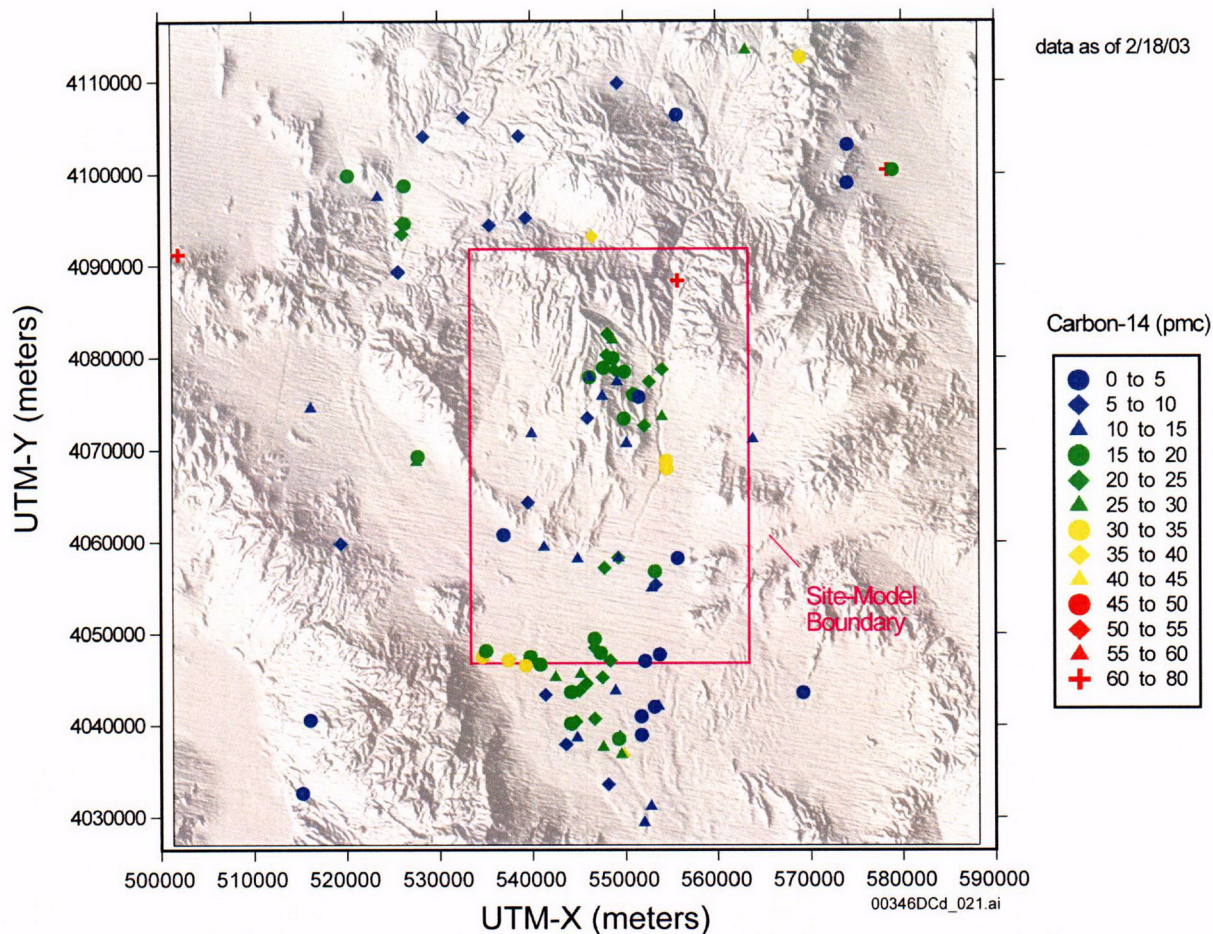 data as of 2/18/03
4110000
4100000
4090000
4080000
4070000
4060000
4050000
4040000
4030000
UTM-Y (meters)
Carbon-14 (pmc)
0 to 5
5 to 10
10 to 15
15 to 20
20 to 25
25 to 30
30 to 35
35 to 40
40 to 45
45 to 50
50 to 55
55 to 60
60 to 80
Site-Model
Boundary
500000 510000 520000 530000 540000 550000 560000 570000 580000 590000
UTM-X (meters)
00346DCd_021.ai